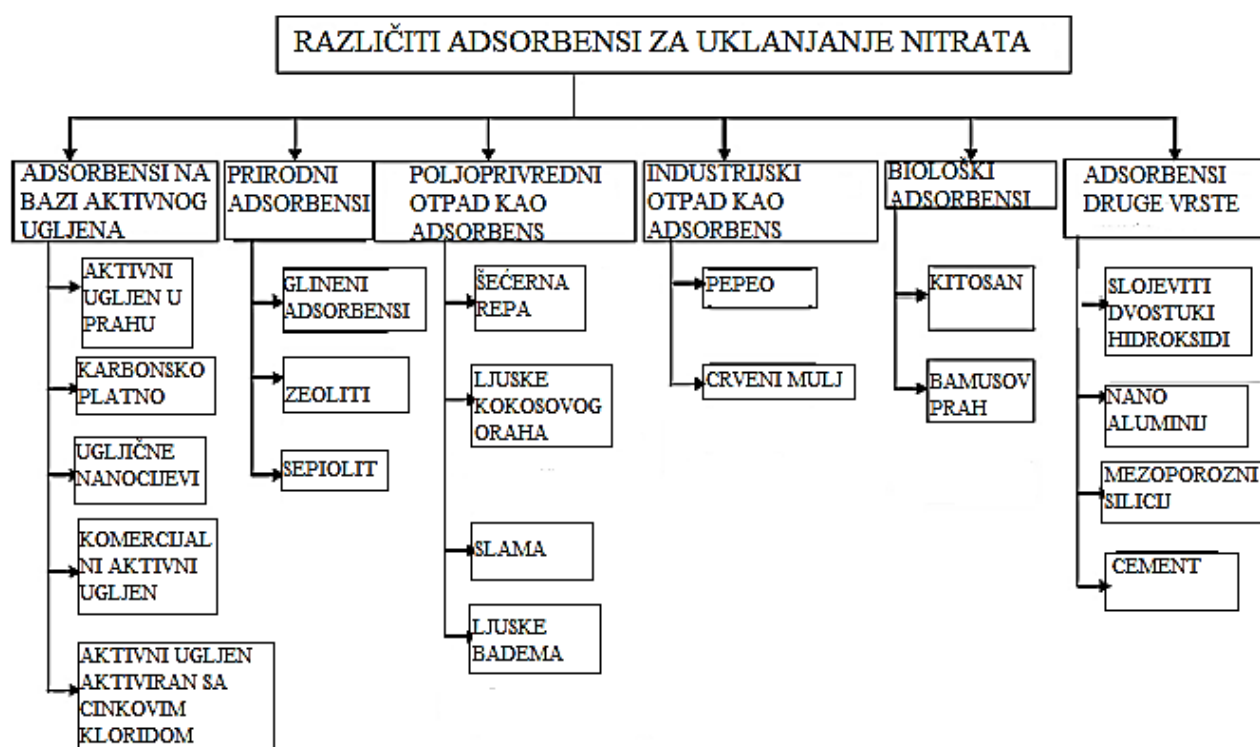 RAZLIČITI ADSORBENSI ZA UKLANJANJE NITRATA
ADSORBENSI NA
BAZI AKTIVNOG
UGLJENA
AKTIVNI
UGLJEN U
PRAHU
KARBONSKO
PLATNO
UGLJIČNE
NANOCIJEVI
KOMERCIJAL
NI AKTIVNI
UGLJEN
AKTIVNI UGLJEN
AKTIVIRAN SA
CINKOVIM
KLORIDOM
PRIRODNI
ADSORBENSI
GLINENI
ADSORBENSI
ZEOLITI
SEPIOLIT
POLJOPRIVREDNI
OTPAD KAO
ADSORBENS
ŠEĆERNA
REPA
LJUSKE
KOKOSOVOG
ORAHA
SLAMA
LJUSKE
BADEMA
INDUSTRIJSKI
OTPAD KAO
ADSORBENS
PEPEO
CRVENI MULJ
BIOLOŠKI
ADSORBENSI
KITOSAN
BAMUSOV
PRAH
ADSORBENSI
DRUGE VRSTE
SLOJEVITI
DVOSTUKI
HIDROKSIDI
NANO
ALUMINIJ
MEZOPOROZNI
SILICIJ
CEMENT